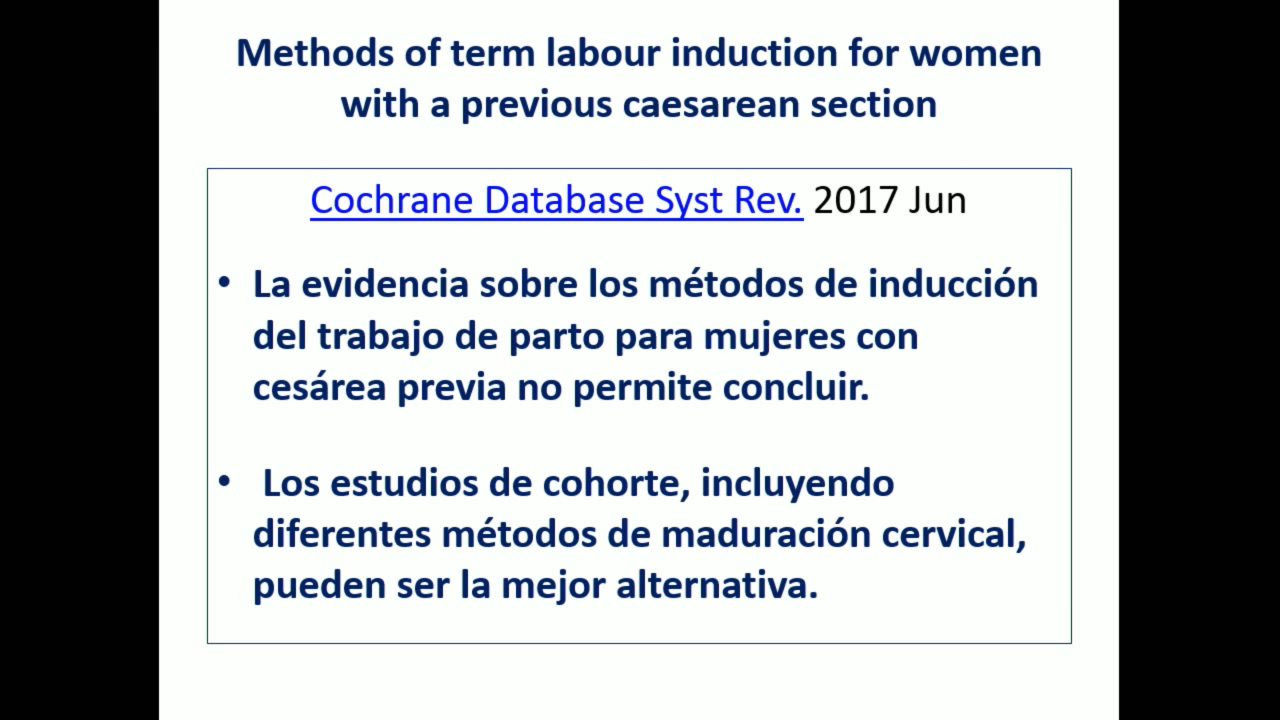 Methods of term labour induction for women
with a previous caesarean section
Cochrane Database Syst Rev. 2017 Jun
• La evidencia sobre los métodos de inducción
del trabajo de parto para mujeres con
cesárea previa no permite concluir.
• Los estudios de cohorte, incluyendo
diferentes métodos de maduración cervical,
pueden ser la mejor alternativa.